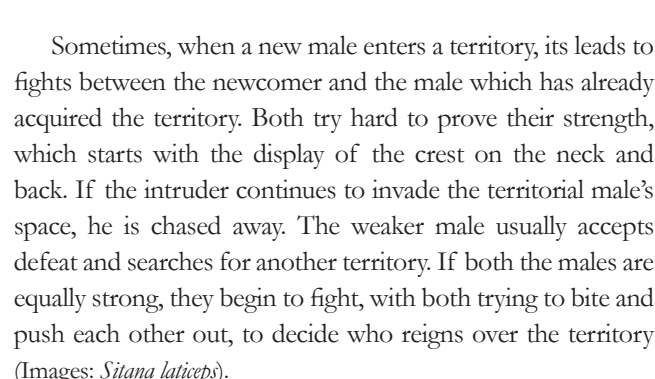 Sometimes, when a new male enters a territory, its leads to
fights between the newcomer and the male which has already
acquired the territory. Both try hard to prove their strength,
which starts with the display of the crest on the neck and
back. If the intruder continues to invade the territorial male’s
space, he is chased away. The weaker male usually accepts
defeat and searches for another territory. If both the males are
equally strong, they begin to fight, with both trying to bite and
push each other out, to decide who reigns over the territory
(Images: Sitana laticeps).